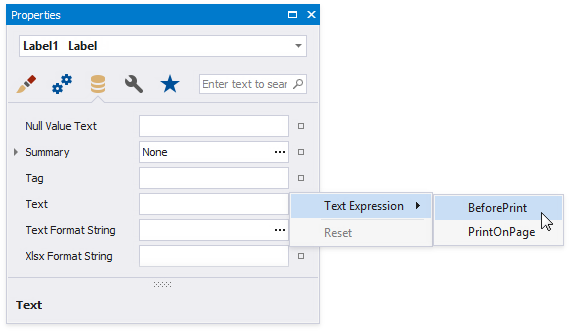 Properties
Label1 Label
Enter text to sear
Null Value Text
Summary None
Tag
Text
Text Expression
BeforePrint
Text Format String
Reset
PrintOnPage
Xlsx Format String
Text